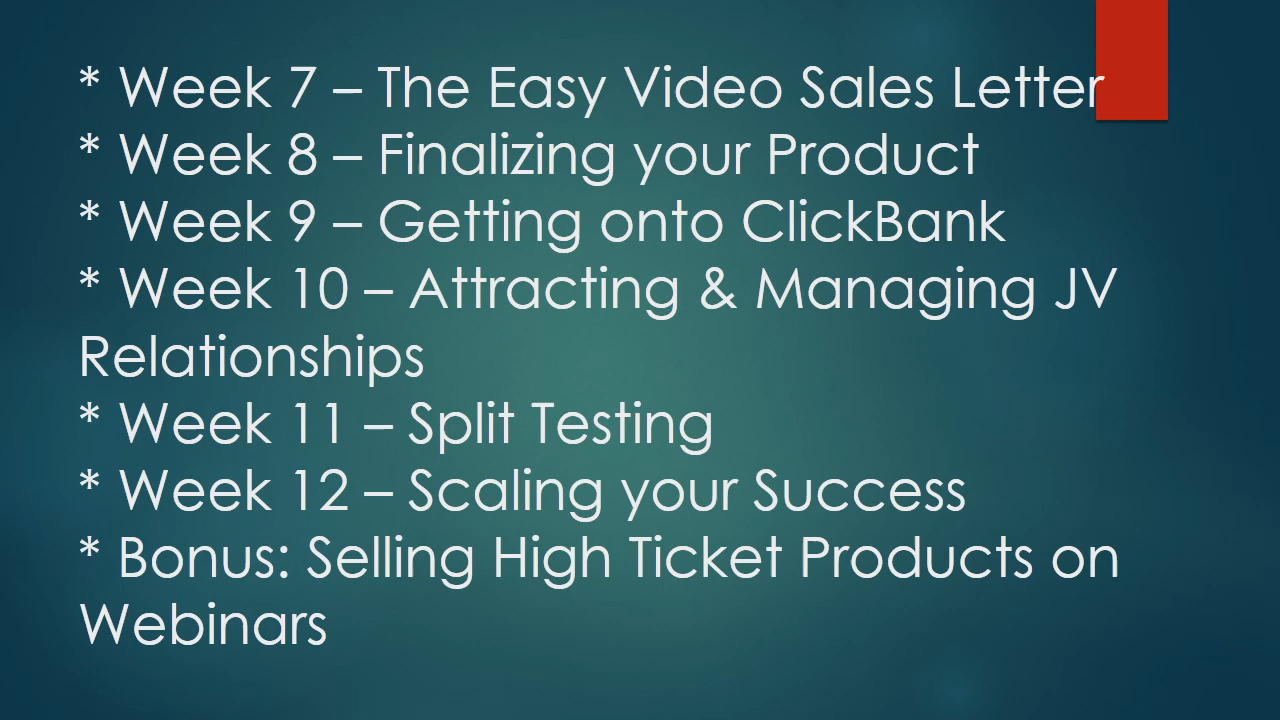 * Week 7 – The Easy Video Sales Letter
* Week 8 – Finalizing your Product
* Week 9 – Getting onto ClickBank
* Week 10 – Attracting & Managing JV
Relationships
* Week 11 – Split Testing
* Week 12 – Scaling your Success
* Bonus: Selling High Ticket Products on
Webinars